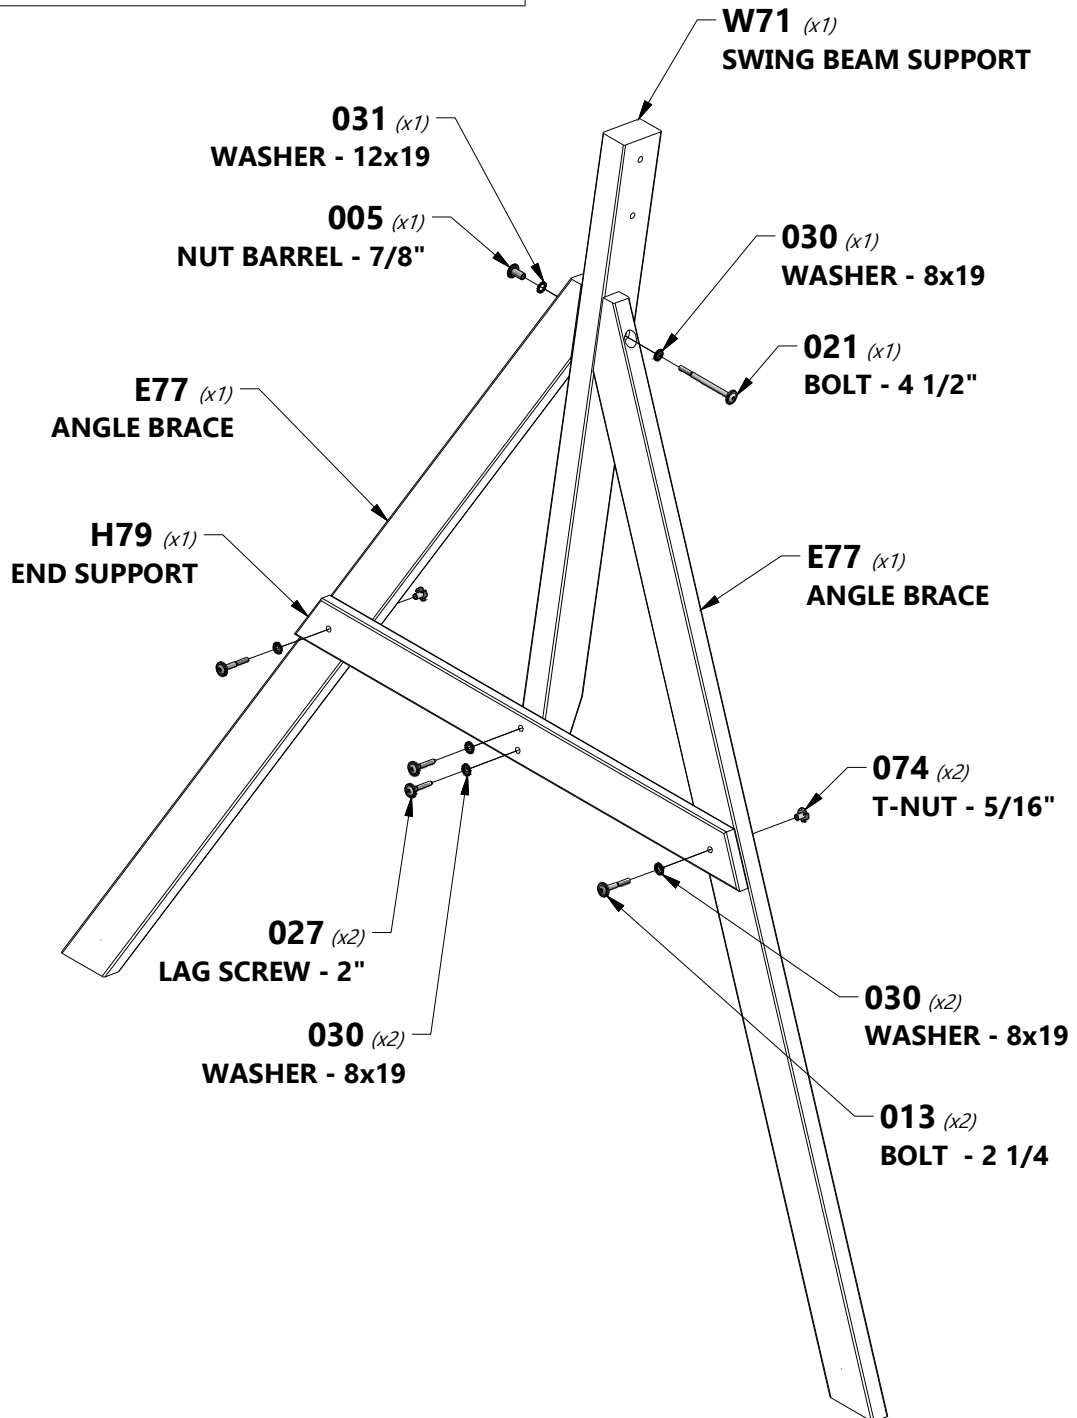 W71 (x1)
SWING BEAM SUPPORT
031 (x1)
WASHER - 12x19
005 (x1)
NUT BARREL - 7/8"
030 (x1)
WASHER - 8x19
021 (x1)
BOLT - 4 1/2"
E77 (x1)
ANGLE BRACE
H79 (x1)
END SUPPORT
E77 (x1)
ANGLE BRACE
074 (x2)
T-NUT - 5/16"
027 (x2)
LAG SCREW - 2"
030 (x2)
WASHER - 8x19
030 (x2)
WASHER - 8x19
013 (x2)
BOLT - 2 1/4